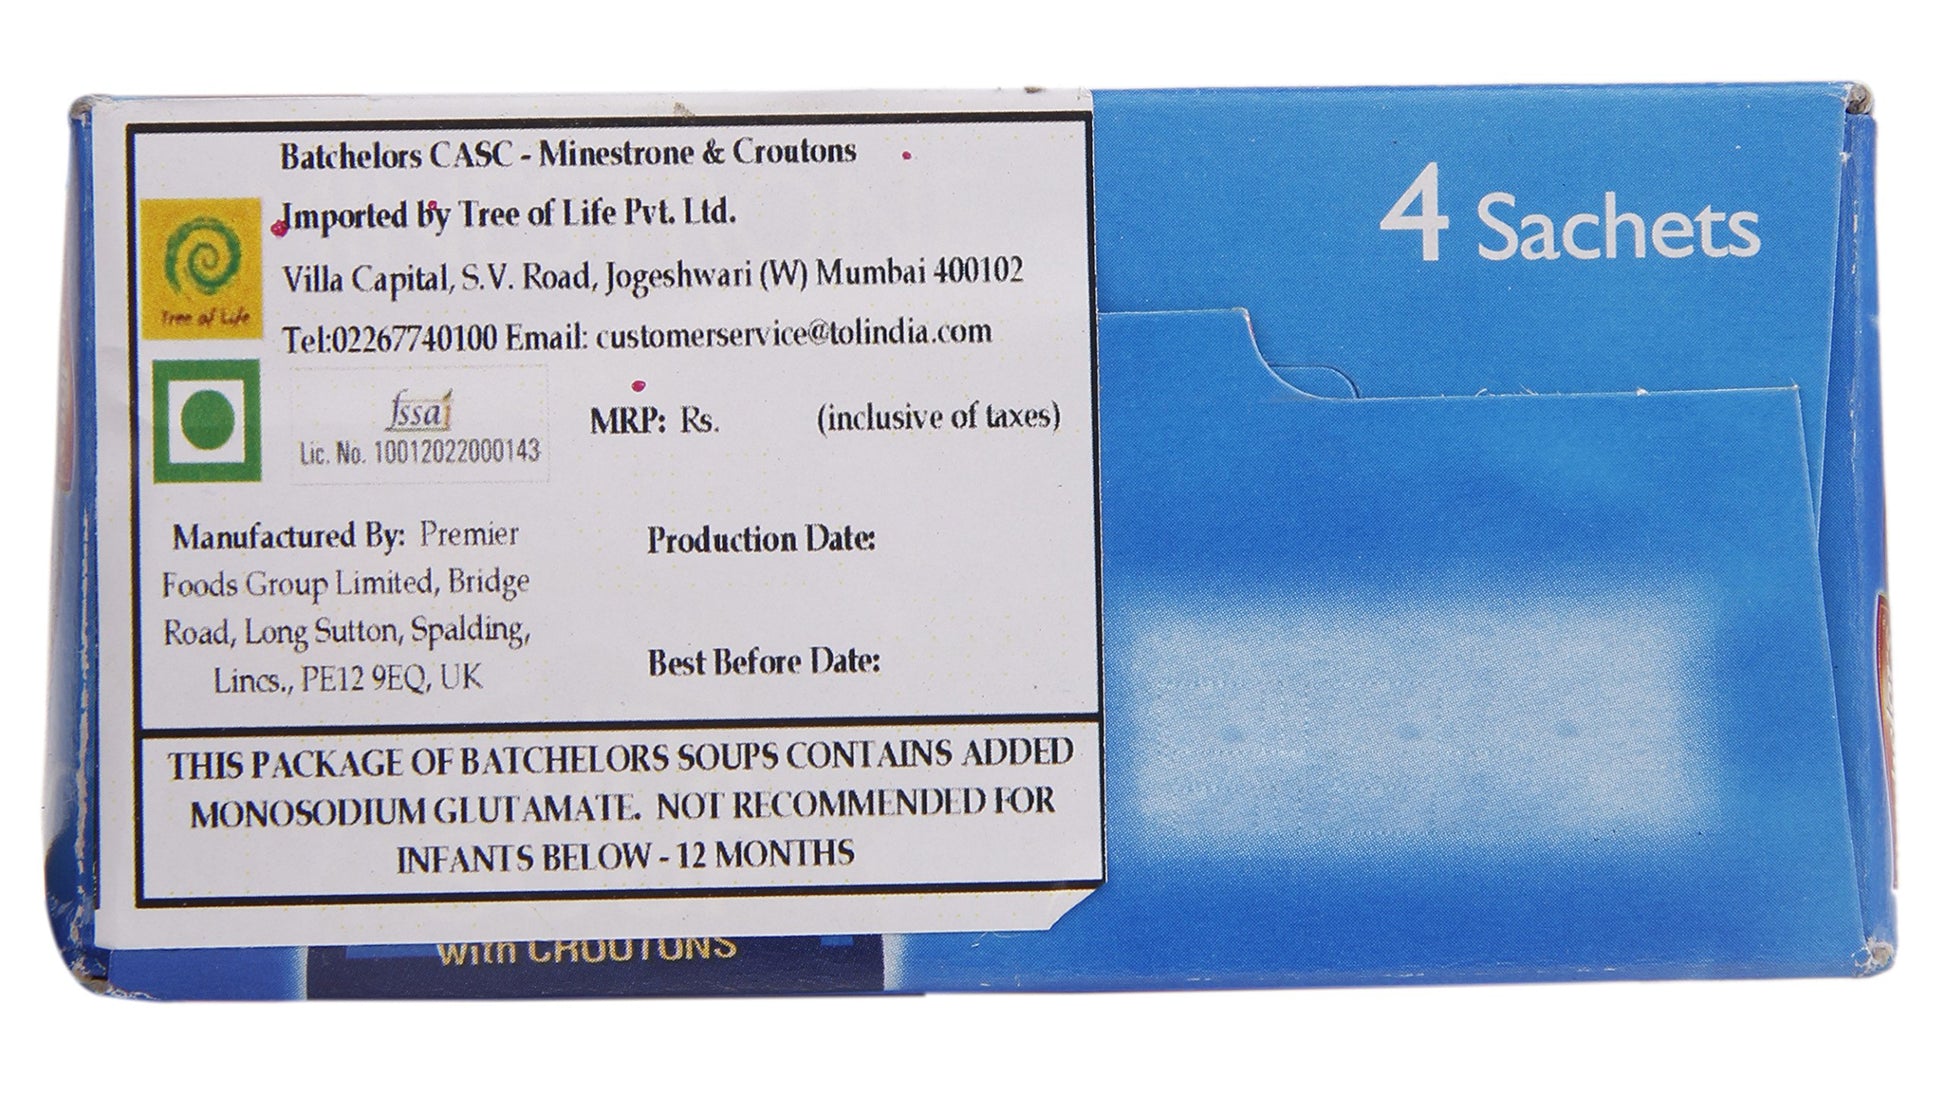 Batchelors CASC - Minestrone & Croutons
Imported by Tree of Life Pvt. Ltd.
Villa Capital, S.V. Road, Jogeshwari (W) Mumbai 400102
Tel:02267740100 Email: customerservice@tolindia.com
Tree of Life
fssai
Lic. No. 10012022000143
MRP: Rs. (inclusive of taxes)
Manufactured By: Premier
Foods Group Limited, Bridge
Road, Long Sutton, Spalding,
Lincs., PE12 9EQ, UK
Production Date:
Best Before Date:
THIS PACKAGE OF BATCHELORS SOUPS CONTAINS ADDED
MONOSODIUM GLUTAMATE. NOT RECOMMENDED FOR
INFANTS BELOW - 12 MONTHS
with CROUTONS
4 Sachets